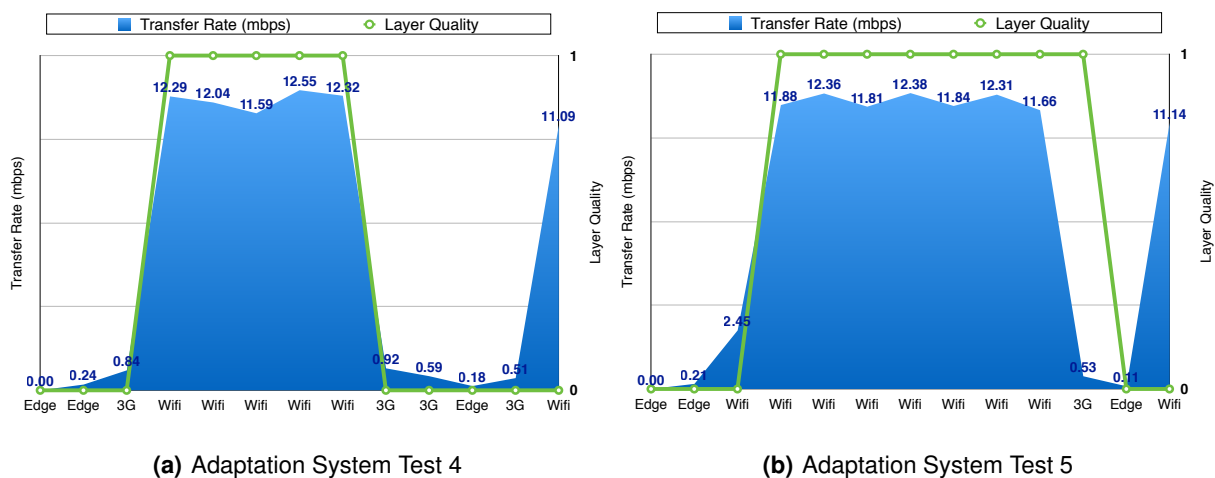 Transfer Rate (mbps) Layer Quality
Transfer Rate (mbps)
Layer Quality
1
0
0.00 0.24 0.84 12.29 12.04 11.59 12.55 12.32 0.92 0.59 0.18 0.51 11.09
Edge Edge 3G Wifi Wifi Wifi Wifi Wifi 3G 3G Edge 3G Wifi
(a) Adaptation System Test 4
Transfer Rate (mbps) Layer Quality
Transfer Rate (mbps)
Layer Quality
1
0
0.00 0.21 2.45 11.88 12.36 11.81 12.38 11.84 12.31 11.66 0.53 0.11 11.14
Edge Edge Wifi Wifi Wifi Wifi Wifi Wifi Wifi Wifi 3G Edge Wifi
(b) Adaptation System Test 5